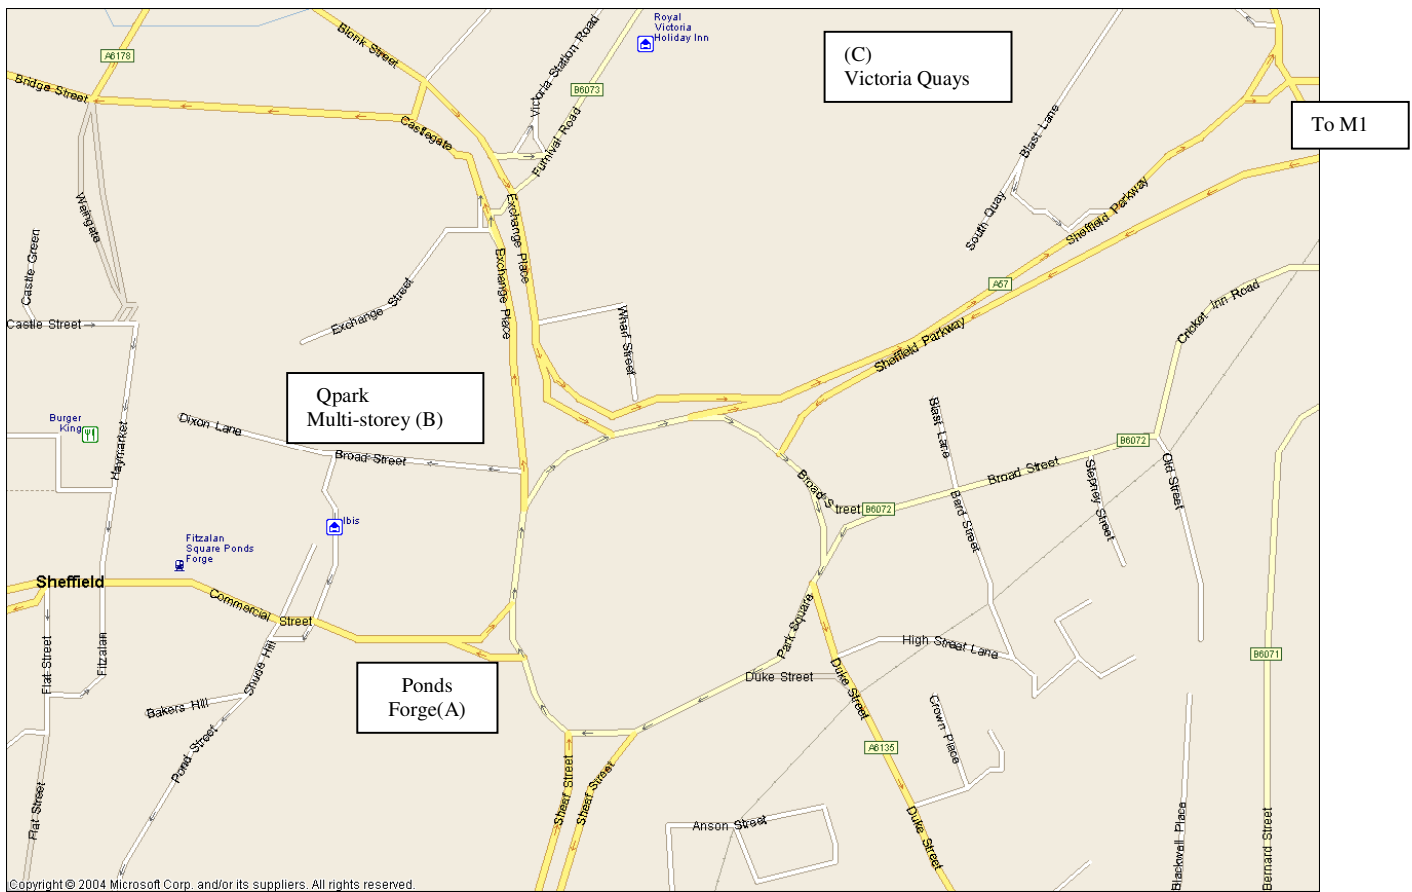 Royal
Victoria
Holiday Inn
Blonk Street
Victoria Station Road
(C)
Victoria Quays
A6178
Bridge Street
B6073
To M1
Castlegate
Furnival Road
Blast Lane
Waingate
Exchange Place
South Quay
Sheffield Parkway
Castle Green
Exchange Place
A57
Cricket Inn Road
Exchange Street
Castle Street
Wharf Street
Sheffield Parkway
Qpark
Multi-storey (B)
Burger
King
Dixon Lane
Haymarket
Broad Street
Blast Lane
B6072
Broad Street
Broad Street
B6072
Stepney Street
Old Street
Bard Street
Ibis
Fitzalan
Square Ponds
Forge
Sheffield
Commercial Street
Park Square
High Street Lane
Flat Street
Fitzalan
Shude Hill
B6071
Duke Street
Duke Street
Ponds
Forge(A)
Bakers Hill
Crown Place
Pond Street
A6135
Sheaf Street
Sheaf Street
Flat Street
Anson Street
Duke Street
Blackwell Place
Bernard Street
Copyright © 2004 Microsoft Corp. and/or its suppliers. All rights reserved.